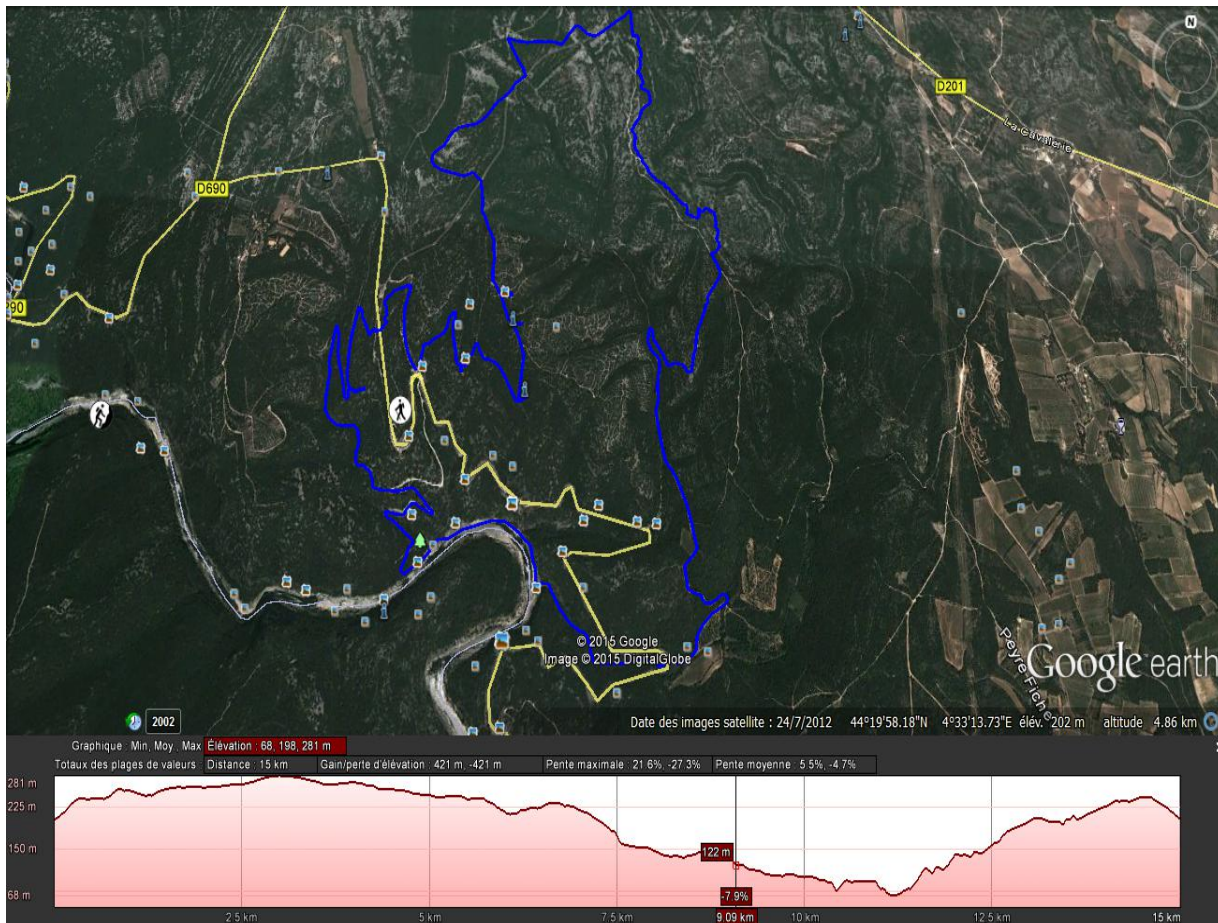 N
D201
La Cavalerie
D690
P90
© 2015 Google
Image © 2015 DigitalGlobe
Peyre Fiche
Google earth
2002
Date des images satellite : 24/7/2012 44°19'58.18"N 4°33'13.73"E élév. 202 m altitude 4.86 km
Graphique : Min, Moy., Max Élévation : 68, 198, 281 m
Totaux des plages de valeurs : Distance : 15 km Gain/perte d'élévation : 421 m, -421 m Pente maximale : 21.6%, -27.3% Pente moyenne : 5.5%, -4.7%
281 m
225 m
150 m
122 m
68 m
-7.9%
2.5 km 5 km 7.5 km 9.09 km 10 km 12.5 km 15 km